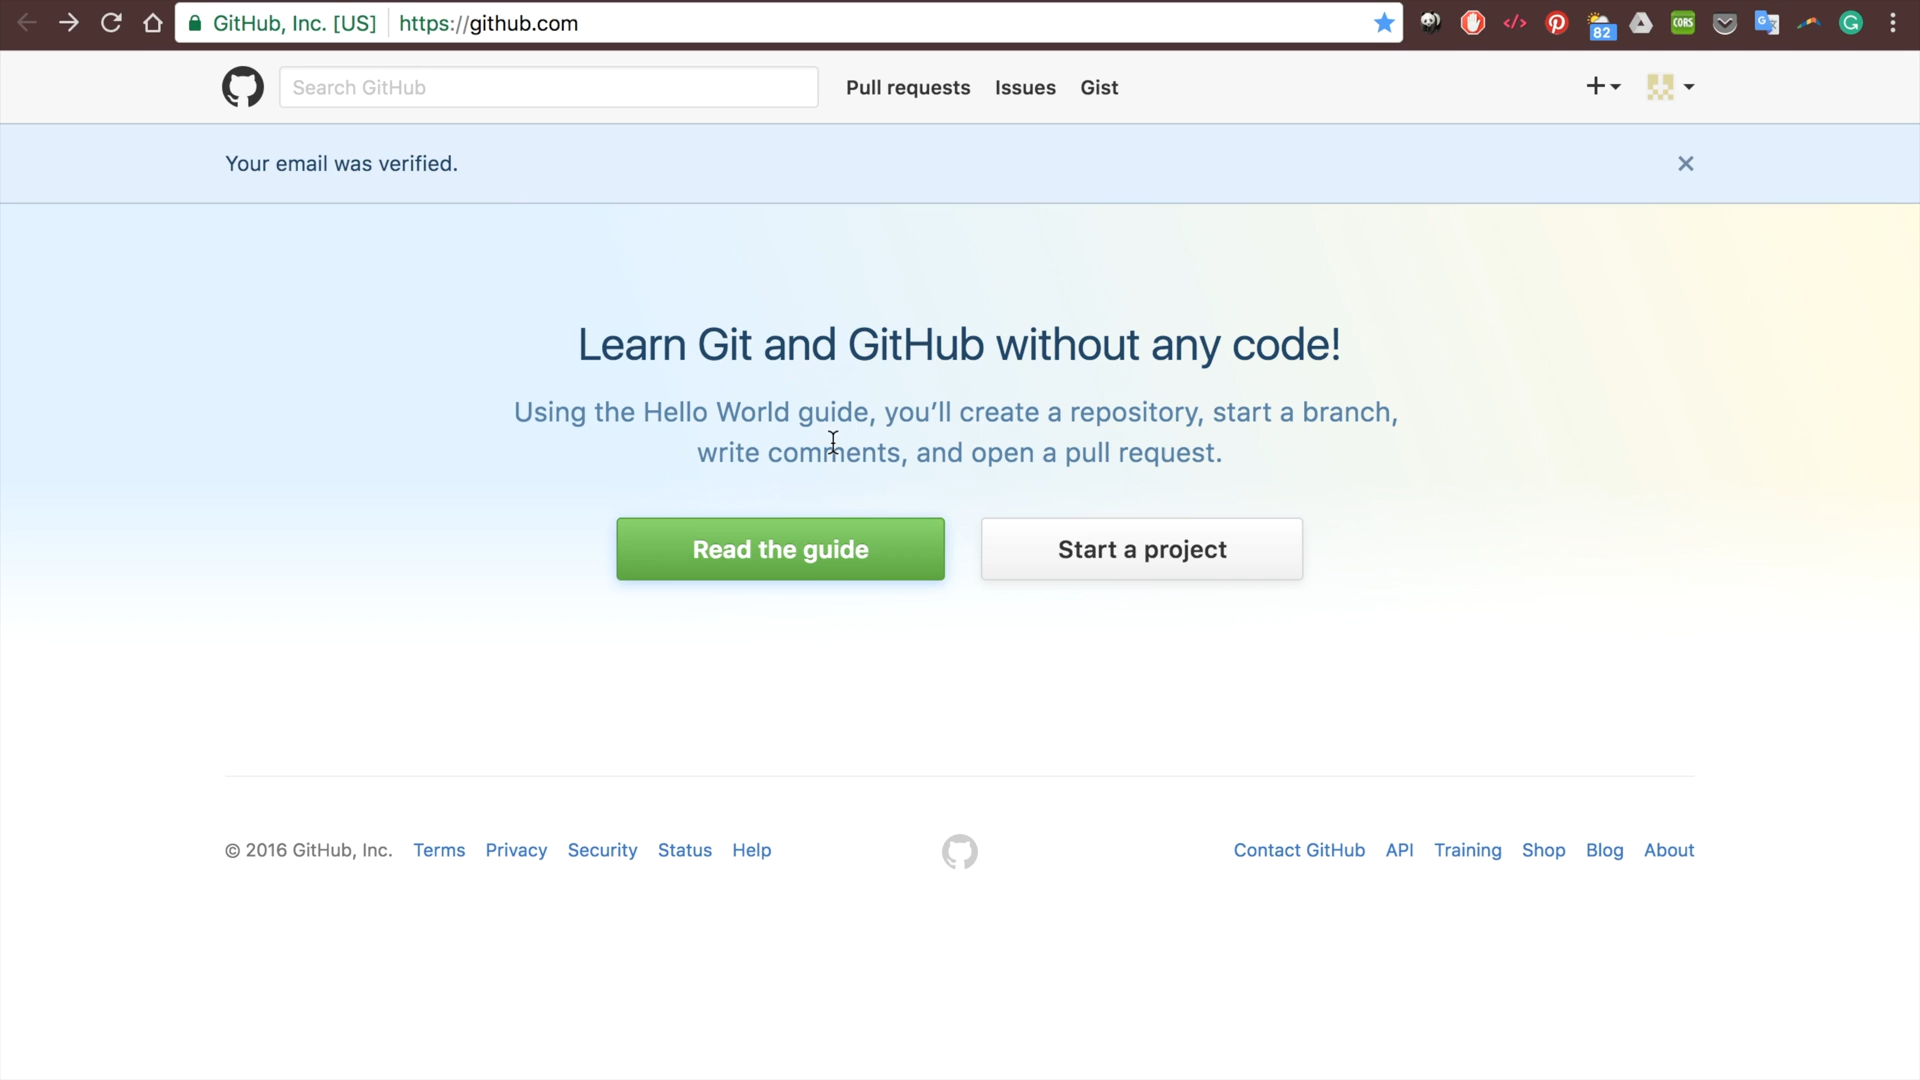 GitHub, Inc. [US] https://github.com
82 CORS G G
Search GitHub Pull requests Issues Gist
Your email was verified.
Learn Git and GitHub without any code!
Using the Hello World guide, you’ll create a repository, start a branch,
write comments, and open a pull request.
Read the guide Start a project
© 2016 GitHub, Inc. Terms Privacy Security Status Help Contact GitHub API Training Shop Blog About